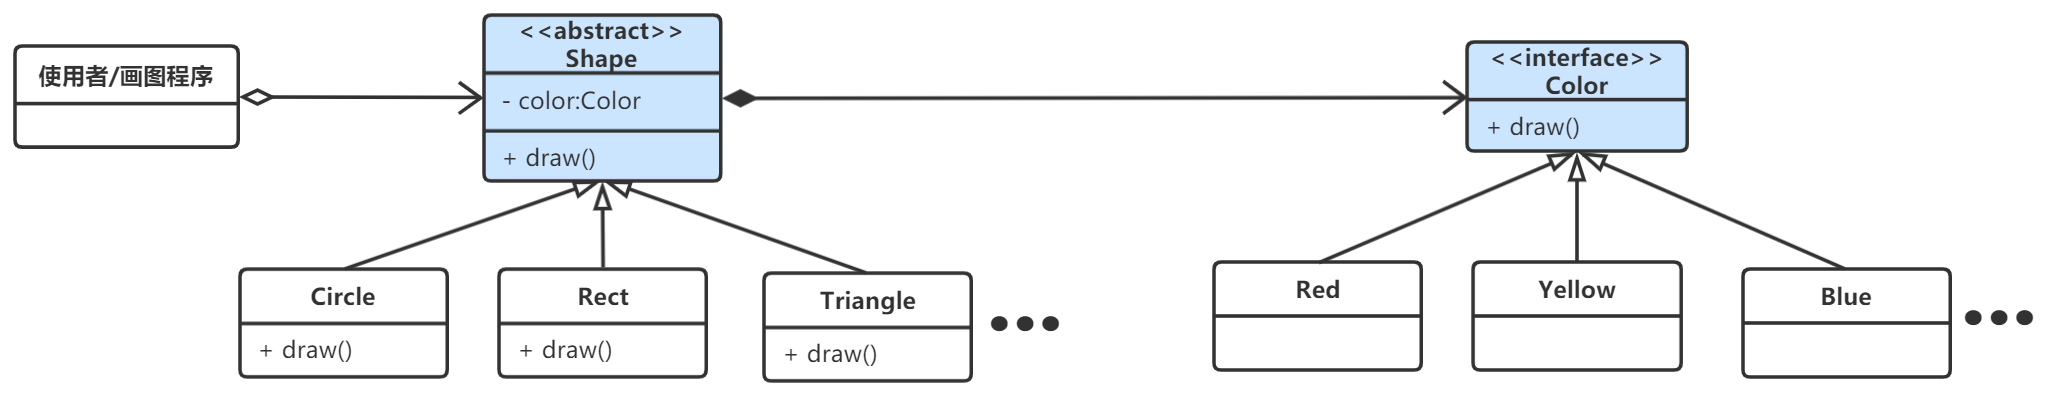 使用者/画图程序
<<abstract>>
Shape
- color:Color
+ draw()
<<interface>>
Color
+ draw()
Circle
+ draw()
Rect
+ draw()
Triangle
+ draw()
Red
Yellow
Blue